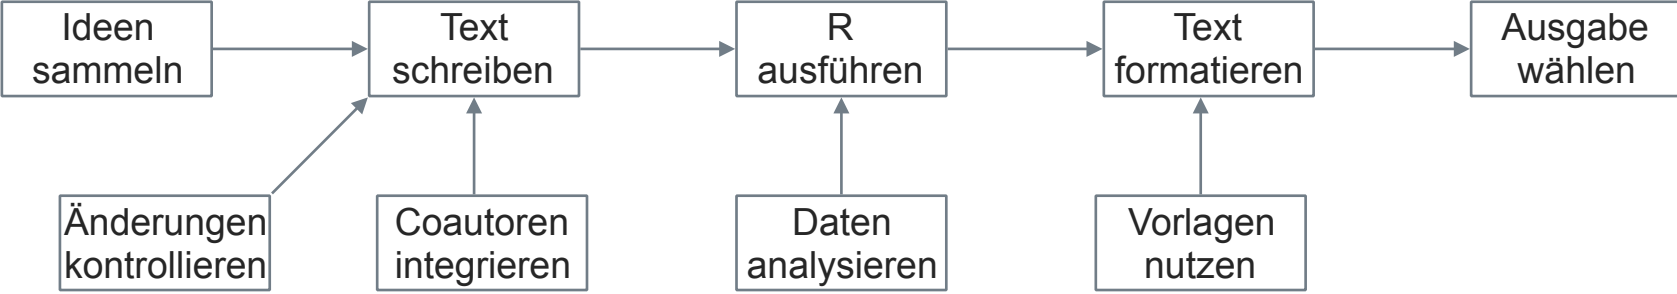 Ideen
sammeln
Text
schreiben
R
ausführen
Text
formatieren
Ausgabe
wählen
Änderungen
kontrollieren
Coautoren
integrieren
Daten
analysieren
Vorlagen
nutzen